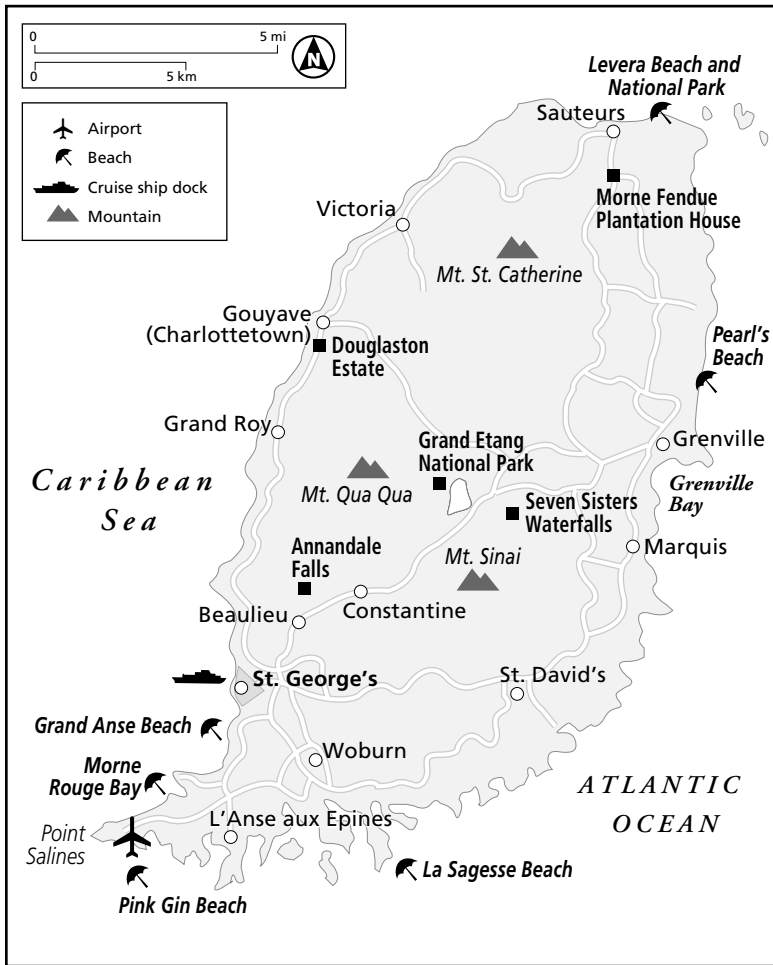 0 5 mi
0 5 km
N
Airport
Beach
Cruise ship dock
Mountain
Levera Beach and
National Park
Sauteurs
Morne Fendue
Plantation House
Victoria
Mt. St. Catherine
Gouyave
(Charlottetown)
Douglaston
Estate
Pearl's
Beach
Grand Roy
Grenville
Grand Etang
National Park
Caribbean
Sea
Mt. Qua Qua
Grenville
Bay
Seven Sisters
Waterfalls
Annandale
Falls
Mt. Sinai
Marquis
Beaulieu
Constantine
St. George's
St. David's
Grand Anse Beach
Woburn
Morne
Rouge Bay
ATLANTIC
OCEAN
L'Anse aux Epines
Point
Salines
La Sagesse Beach
Pink Gin Beach